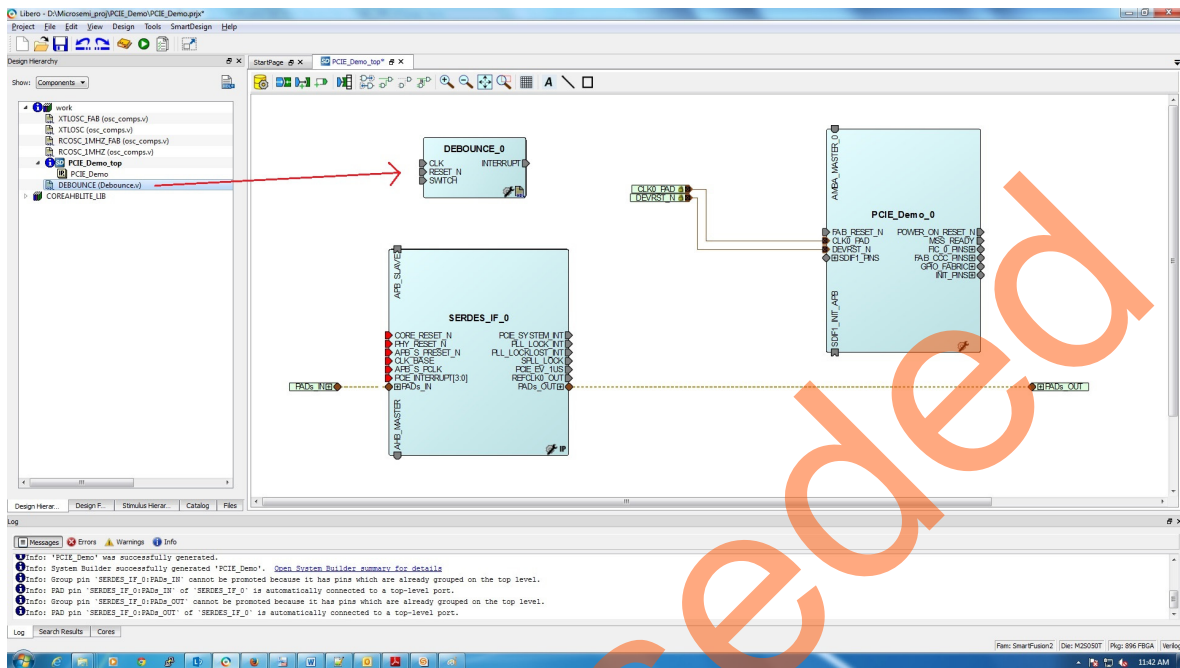 Libero - D:\Microsemi_proj\PCIE_Demo\PCIE_Demo.prjx*
Project File Edit View Design Tools SmartDesign Help
Design Hierarchy
StartPage
PCIE_Demo_top*
Show: Components
work
XTLOSC_FAB (osc_comps.v)
XTLOSC (osc_comps.v)
RCOSC_1MHZ_FAB (osc_comps.v)
RCOSC_1MHZ (osc_comps.v)
PCIE_Demo_top
PCIE_Demo
DEBOUNCE (Debounce.v)
COREAHBLITE_LIB
DEBOUNCE_0
CLK INTERRUPT
RESET_N
SWITCH
CLK0_PAD
DEVRST_N
AMBA_MASTER_0
PCIE_Demo_0
FAB_RESET_N POWER_ON_RESET_N
CLK0_PAD MSS_READY
DEVRST_N FIC_0_PINS
SDIF1_PINS FAB_CCC_PINS
GPIO_FABRIC
INIT_PINS
SDIF1_INIT_APB
APB_SLAVE
SERDES_IF_0
CORE_RESET_N PCIE_SYSTEM_INT
PHY_RESET_N PLL_LOCK_INT
APB_S_PRESET_N PLL_LOCKLOST_INT
CLK_BASE SPLL_LOCK
APB_S_PCLK PCIE_EV_1US
PCIE_INTERRUPT[3:0] REFCLK0_OUT
PADs_IN PADs_IN PADs_OUT PADs_OUT
AHB_MASTER
IP
Design Hierar... Design F... Stimulus Hierar... Catalog Files
Log
Messages Errors Warnings Info
Info: 'PCIE_Demo' was successfully generated.
Info: System Builder successfully generated 'PCIE_Demo'. Open System Builder summary for details
Info: Group pin 'SERDES_IF_0:PADs_IN' cannot be promoted because it has pins which are already grouped on the top level.
Info: PAD pin 'SERDES_IF_0:PADs_IN' of 'SERDES_IF_0' is automatically connected to a top-level port.
Info: Group pin 'SERDES_IF_0:PADs_OUT' cannot be promoted because it has pins which are already grouped on the top level.
Info: PAD pin 'SERDES_IF_0:PADs_OUT' of 'SERDES_IF_0' is automatically connected to a top-level port.
Log Search Results Cores
Fam: SmartFusion2 Die: M2S050T Pkg: 896 FBGA Verilog
11:42 AM
seded